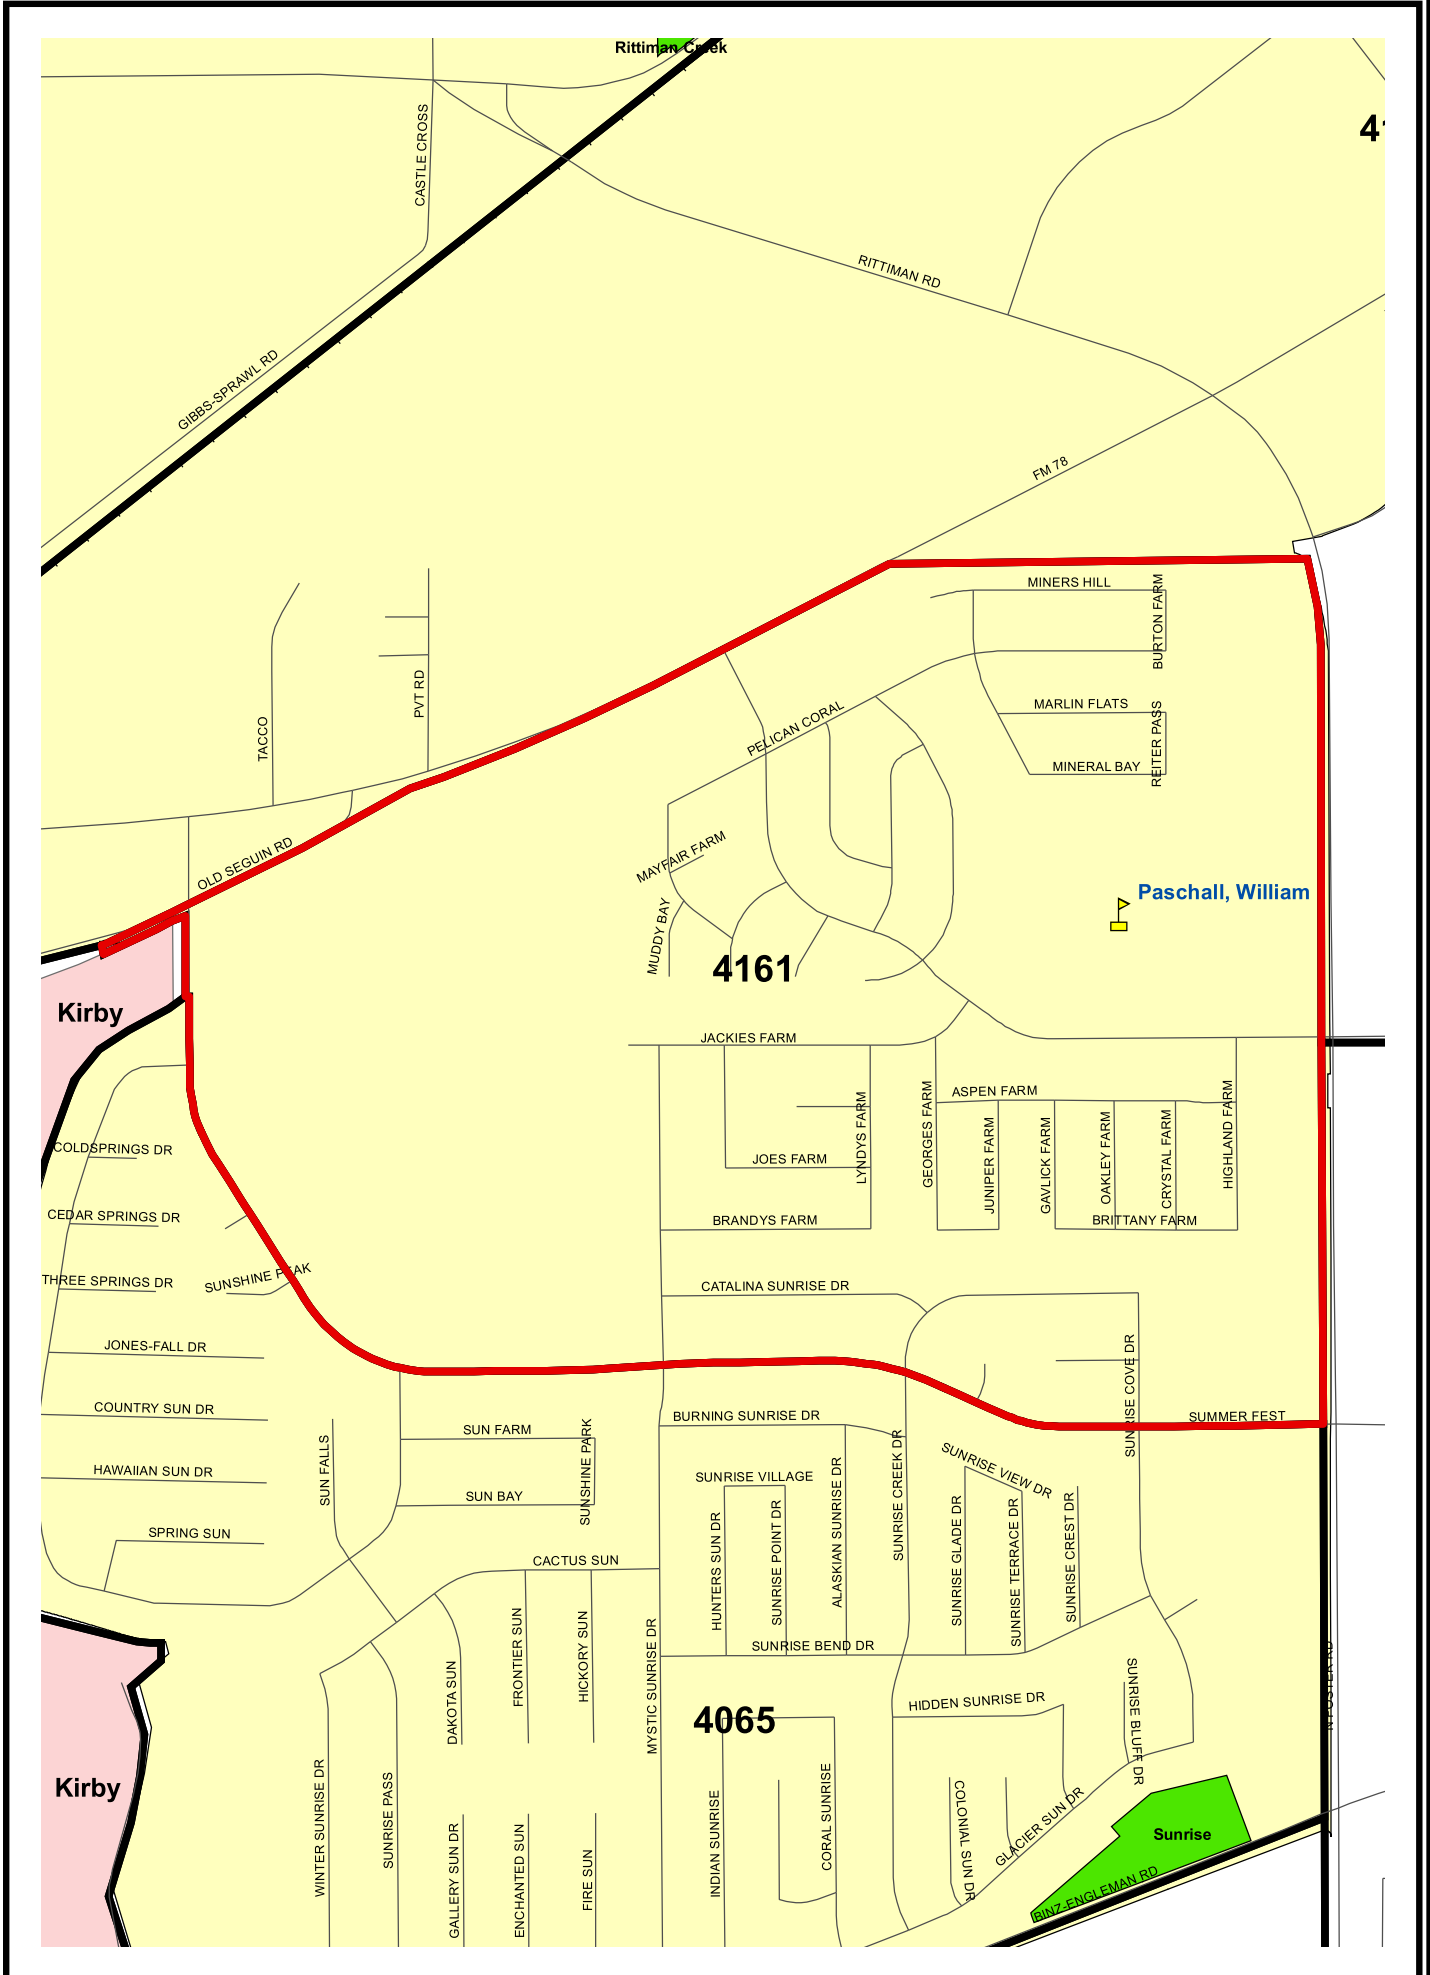 Rittiman Creek
41
CASTLE CROSS
RITTIMAN RD
GIBBS-SPRAWL RD
FM 78
MINERS HILL
BURTON FARM
PVT RD
TACCO
MARLIN FLATS
REITER PASS
PELICAN CORAL
MINERAL BAY
OLD SEGUIN RD
MAYFAIR FARM
Paschall, William
MUDDY BAY
4161
Kirby
JACKIES FARM
ASPEN FARM
LYNDYS FARM
GEORGES FARM
JUNIPER FARM
GAVLICK FARM
OAKLEY FARM
CRYSTAL FARM
HIGHLAND FARM
COLDSPRINGS DR
JOES FARM
CEDAR SPRINGS DR
BRANDYS FARM
BRITTANY FARM
THREE SPRINGS DR
SUNSHINE PEAK
CATALINA SUNRISE DR
JONES-FALL DR
SUNRISE COVE DR
COUNTRY SUN DR
BURNING SUNRISE DR
SUMMER FEST
SUN FARM
SUNSHINE PARK
SUN FALLS
HAWAIIAN SUN DR
SUNRISE VILLAGE
SUNRISE VIEW DR
SUN BAY
HUNTERS SUN DR
SUNRISE POINT DR
ALASKIAN SUNRISE DR
SUNRISE CREEK DR
SUNRISE GLADE DR
SUNRISE TERRACE DR
SUNRISE CREST DR
SPRING SUN
CACTUS SUN
SUNRISE BEND DR
MYSTIC SUNRISE DR
DAKOTA SUN
FRONTIER SUN
HICKORY SUN
N FOSTER RD
4065
HIDDEN SUNRISE DR
SUNRISE BLUFF DR
Kirby
WINTER SUNRISE DR
SUNRISE PASS
GALLERY SUN DR
ENCHANTED SUN
FIRE SUN
INDIAN SUNRISE
CORAL SUNRISE
COLONIAL SUN DR
GLACIER SUN DR
Sunrise
BINZ-ENGLEMAN RD